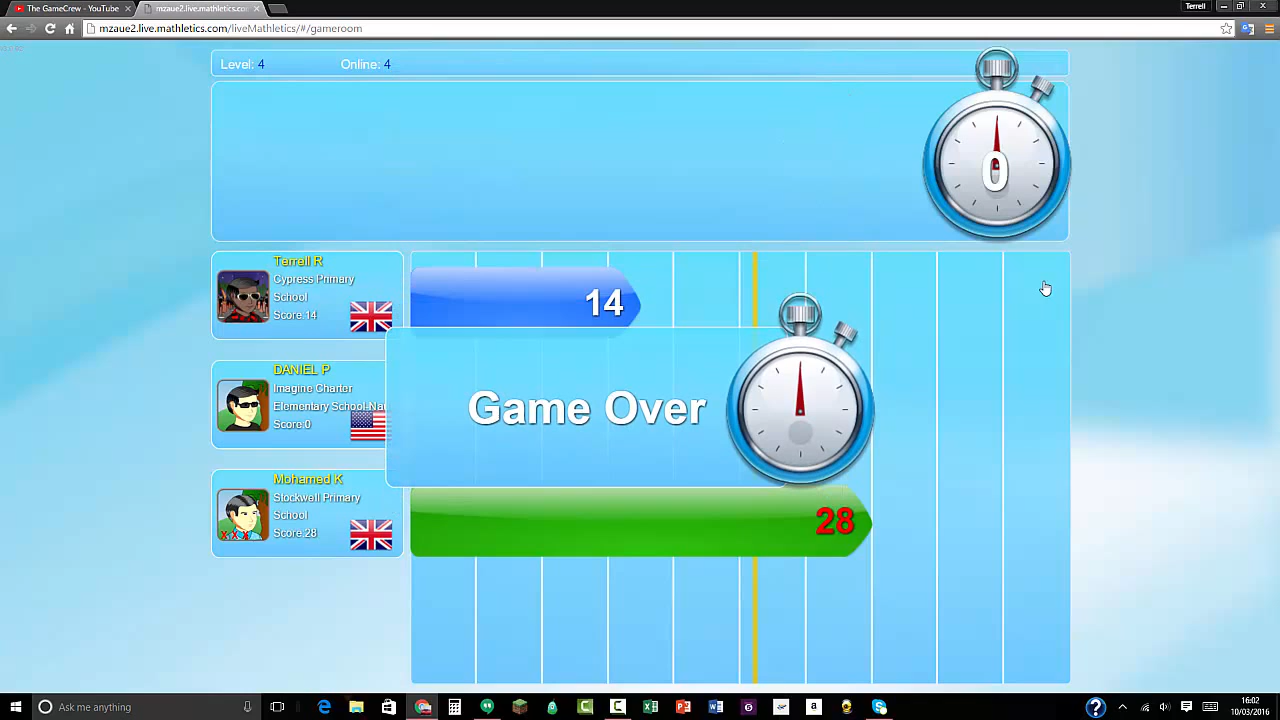 The GameCrew - YouTube
mzaue2.live.mathletics.com
Terrell
mzaue2.live.mathletics.com/liveMathletics/#/gameroom
Level: 4
Online: 4
0
Terrell R
Cypress Primary
School
Score:14
14
DANIEL P
Imagine Charter
Elementary School-Na
Score:0
Game Over
Mohamed K
Stockwell Primary
School
Score:28
28
Ask me anything
16:02
10/03/2016